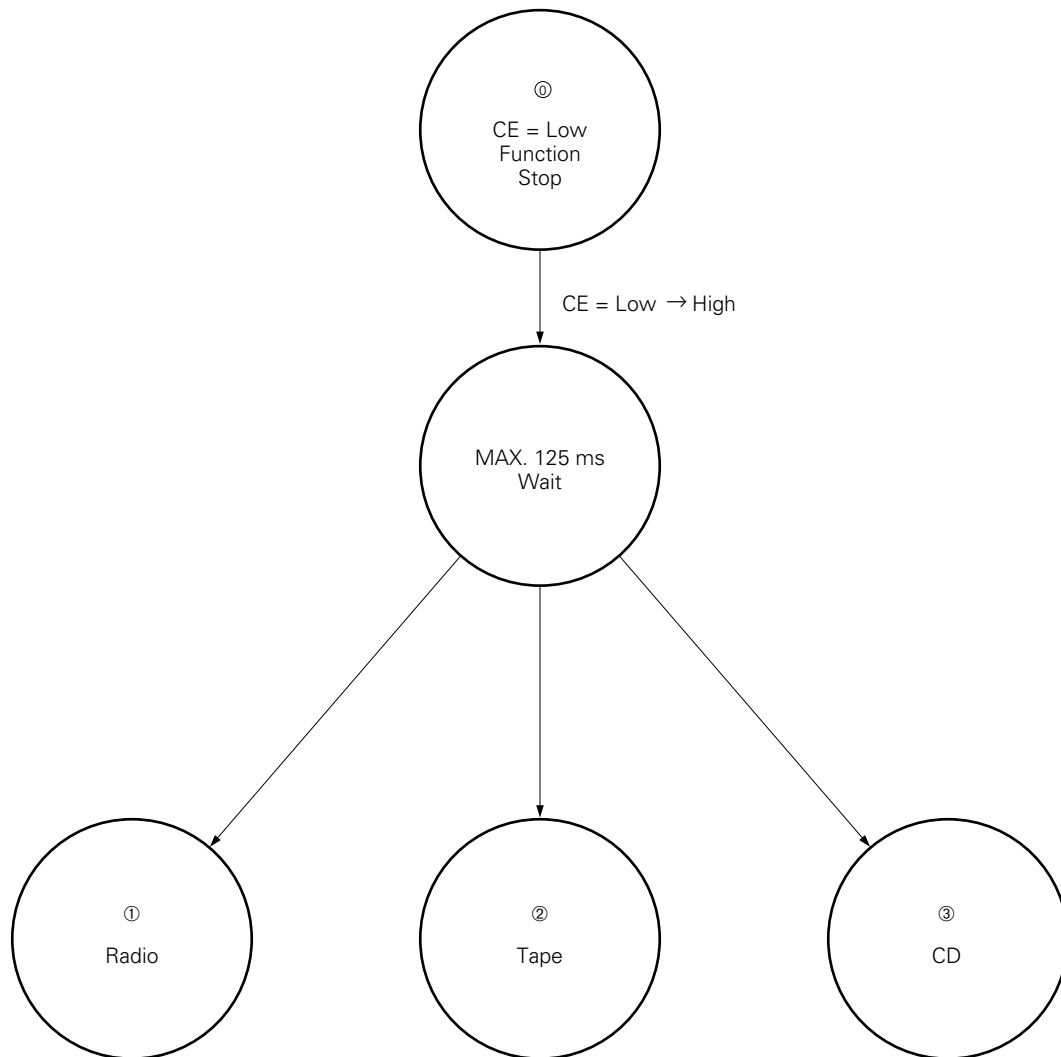 ⓪
CE = Low
Function
Stop
CE = Low → High
MAX. 125 ms
Wait
①
Radio
②
Tape
③
CD